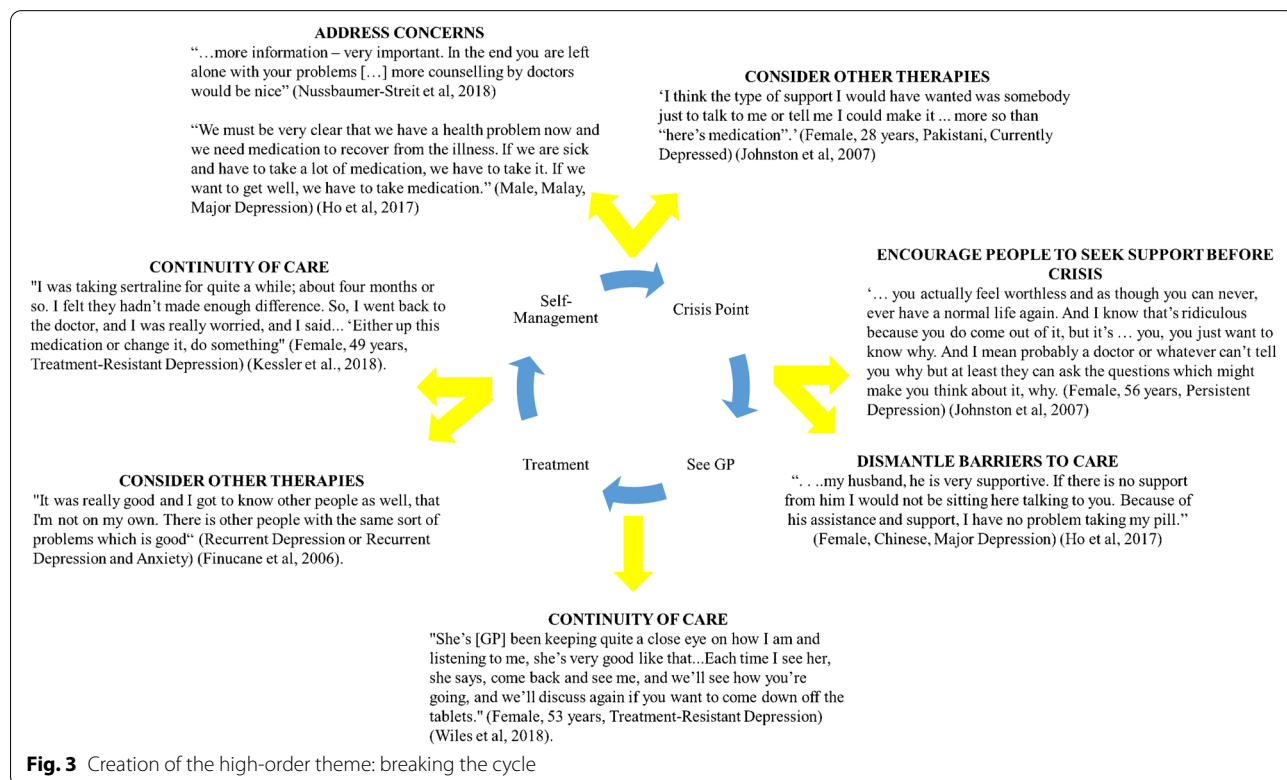 ADDRESS CONCERNS
“…more information – very important. In the end you are left
alone with your problems […] more counselling by doctors
would be nice” (Nussbaumer-Streit et al, 2018)
“We must be very clear that we have a health problem now and
we need medication to recover from the illness. If we are sick
and have to take a lot of medication, we have to take it. If we
want to get well, we have to take medication.” (Male, Malay,
Major Depression) (Ho et al, 2017)
CONSIDER OTHER THERAPIES
‘I think the type of support I would have wanted was somebody
just to talk to me or tell me I could make it ... more so than
“here’s medication”.’ (Female, 28 years, Pakistani, Currently
Depressed) (Johnston et al, 2007)
CONTINUITY OF CARE
"I was taking sertraline for quite a while; about four months or
so. I felt they hadn’t made enough difference. So, I went back to
the doctor, and I was really worried, and I said... ‘Either up this
medication or change it, do something" (Female, 49 years,
Treatment-Resistant Depression) (Kessler et al., 2018).
Self-
Management
Crisis Point
ENCOURAGE PEOPLE TO SEEK SUPPORT BEFORE
CRISIS
‘… you actually feel worthless and as though you can never,
ever have a normal life again. And I know that’s ridiculous
because you do come out of it, but it’s … you, you just want to
know why. And I mean probably a doctor or whatever can’t tell
you why but at least they can ask the questions which might
make you think about it, why. (Female, 56 years, Persistent
Depression) (Johnston et al, 2007)
Treatment
See GP
CONSIDER OTHER THERAPIES
"It was really good and I got to know other people as well, that
I'm not on my own. There is other people with the same sort of
problems which is good“ (Recurrent Depression or Recurrent
Depression and Anxiety) (Finucane et al, 2006).
DISMANTLE BARRIERS TO CARE
“. . ..my husband, he is very supportive. If there is no support
from him I would not be sitting here talking to you. Because of
his assistance and support, I have no problem taking my pill.”
(Female, Chinese, Major Depression) (Ho et al, 2017)
CONTINUITY OF CARE
"She’s [GP] been keeping quite a close eye on how I am and
listening to me, she’s very good like that...Each time I see her,
she says, come back and see me, and we’ll see how you’re
going, and we’ll discuss again if you want to come down off the
tablets." (Female, 53 years, Treatment-Resistant Depression)
(Wiles et al, 2018).
Fig. 3 Creation of the high-order theme: breaking the cycle